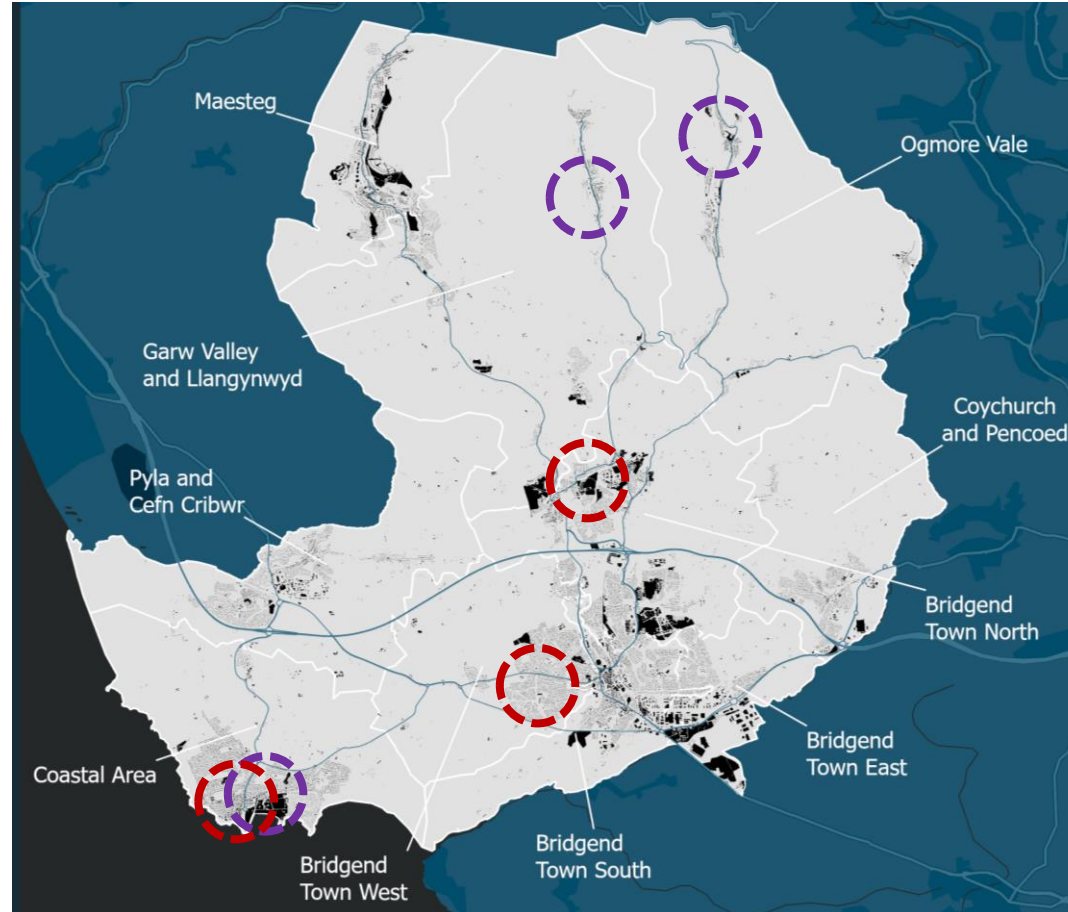 Maesteg
Ogmore Vale
Garw Valley
and Llangynwyd
Coychurch
and Pencoed
Pyla and
Cefn Cribwr
Bridgend
Town North
Bridgend
Town East
Coastal Area
Bridgend
Town South
Bridgend
Town West